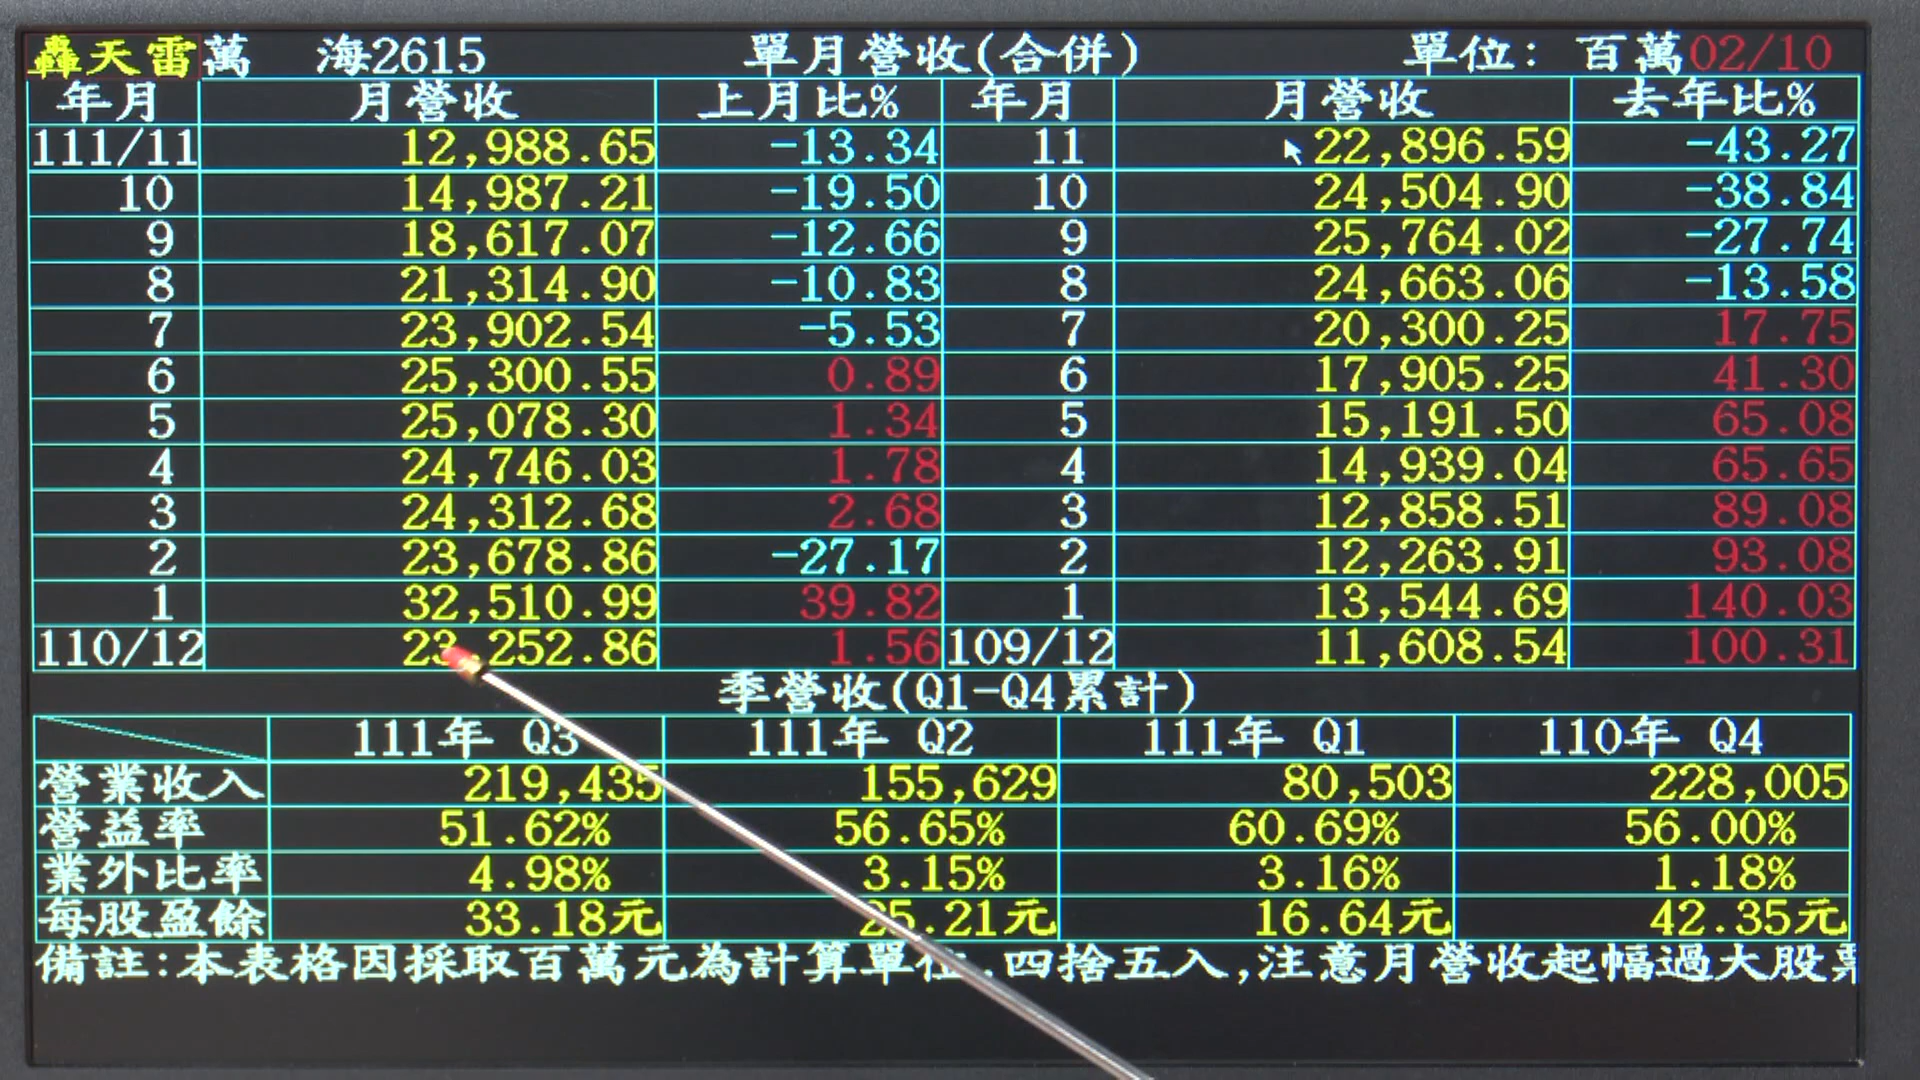 轟天雷萬 海2615 單月營收(合併) 單位: 百萬02/10
年月 月營收 上月比% 年月 月營收 去年比%
111/11 12,988.65 -13.34 11 22,896.59 -43.27
10 14,987.21 -19.50 10 24,504.90 -38.84
9 18,617.07 -12.66 9 25,764.02 -27.74
8 21,314.90 -10.83 8 24,663.06 -13.58
7 23,902.54 -5.53 7 20,300.25 17.75
6 25,300.55 0.89 6 17,905.25 41.30
5 25,078.30 1.34 5 15,191.50 65.08
4 24,746.03 1.78 4 14,939.04 65.65
3 24,312.68 2.68 3 12,858.51 89.08
2 23,678.86 -27.17 2 12,263.91 93.08
1 32,510.99 39.82 1 13,544.69 140.03
110/12 23,252.86 1.56 109/12 11,608.54 100.31
季營收(Q1-Q4累計)
111年 Q3 111年 Q2 111年 Q1 110年 Q4
營業收入 219,435 155,629 80,503 228,005
營益率 51.62% 56.65% 60.69% 56.00%
業外比率 4.98% 3.15% 3.16% 1.18%
每股盈餘 33.18元 25.21元 16.64元 42.35元
備註:本表格因採取百萬元為計算單位,四捨五入,注意月營收起幅過大股票